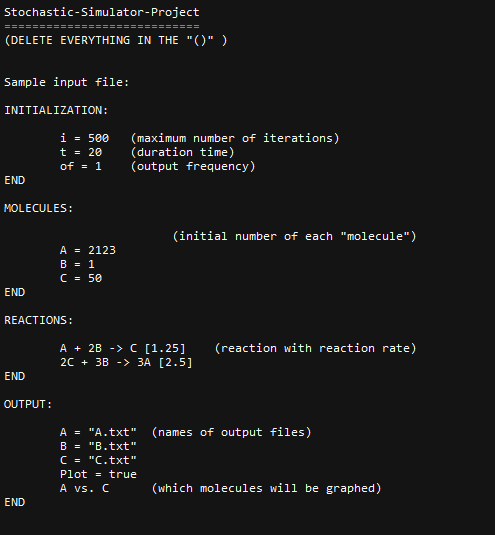 Stochastic-Simulator-Project
============================
(DELETE EVERYTHING IN THE "()" )
Sample input file:
INITIALIZATION:
i = 500 (maximum number of iterations)
t = 20 (duration time)
of = 1 (output frequency)
END
MOLECULES:
(initial number of each "molecule")
A = 2123
B = 1
C = 50
END
REACTIONS:
A + 2B -> C [1.25] (reaction with reaction rate)
2C + 3B -> 3A [2.5]
END
OUTPUT:
A = "A.txt" (names of output files)
B = "B.txt"
C = "C.txt"
Plot = true
A vs. C (which molecules will be graphed)
END